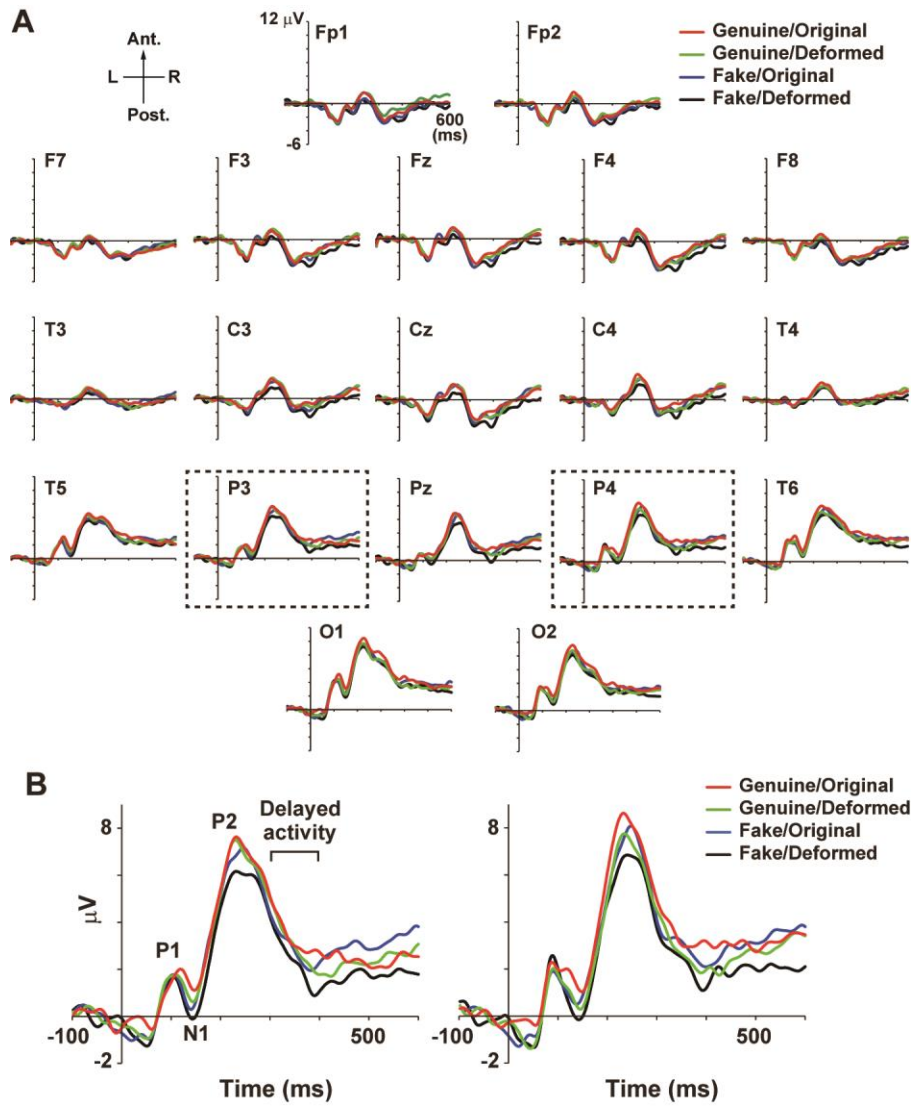 A
Ant.
L R
Post.
12 μV
Fp1
-6
600
(ms)
Fp2
Genuine/Original
Genuine/Deformed
Fake/Original
Fake/Deformed
F7 F3 Fz F4 F8
T3 C3 Cz C4 T4
T5 P3 Pz P4 T6
O1 O2
B
8
μV
-2
-100
500
P1
N1
P2
Delayed
activity
Time (ms)
8
-2
-100
500
Time (ms)
Genuine/Original
Genuine/Deformed
Fake/Original
Fake/Deformed